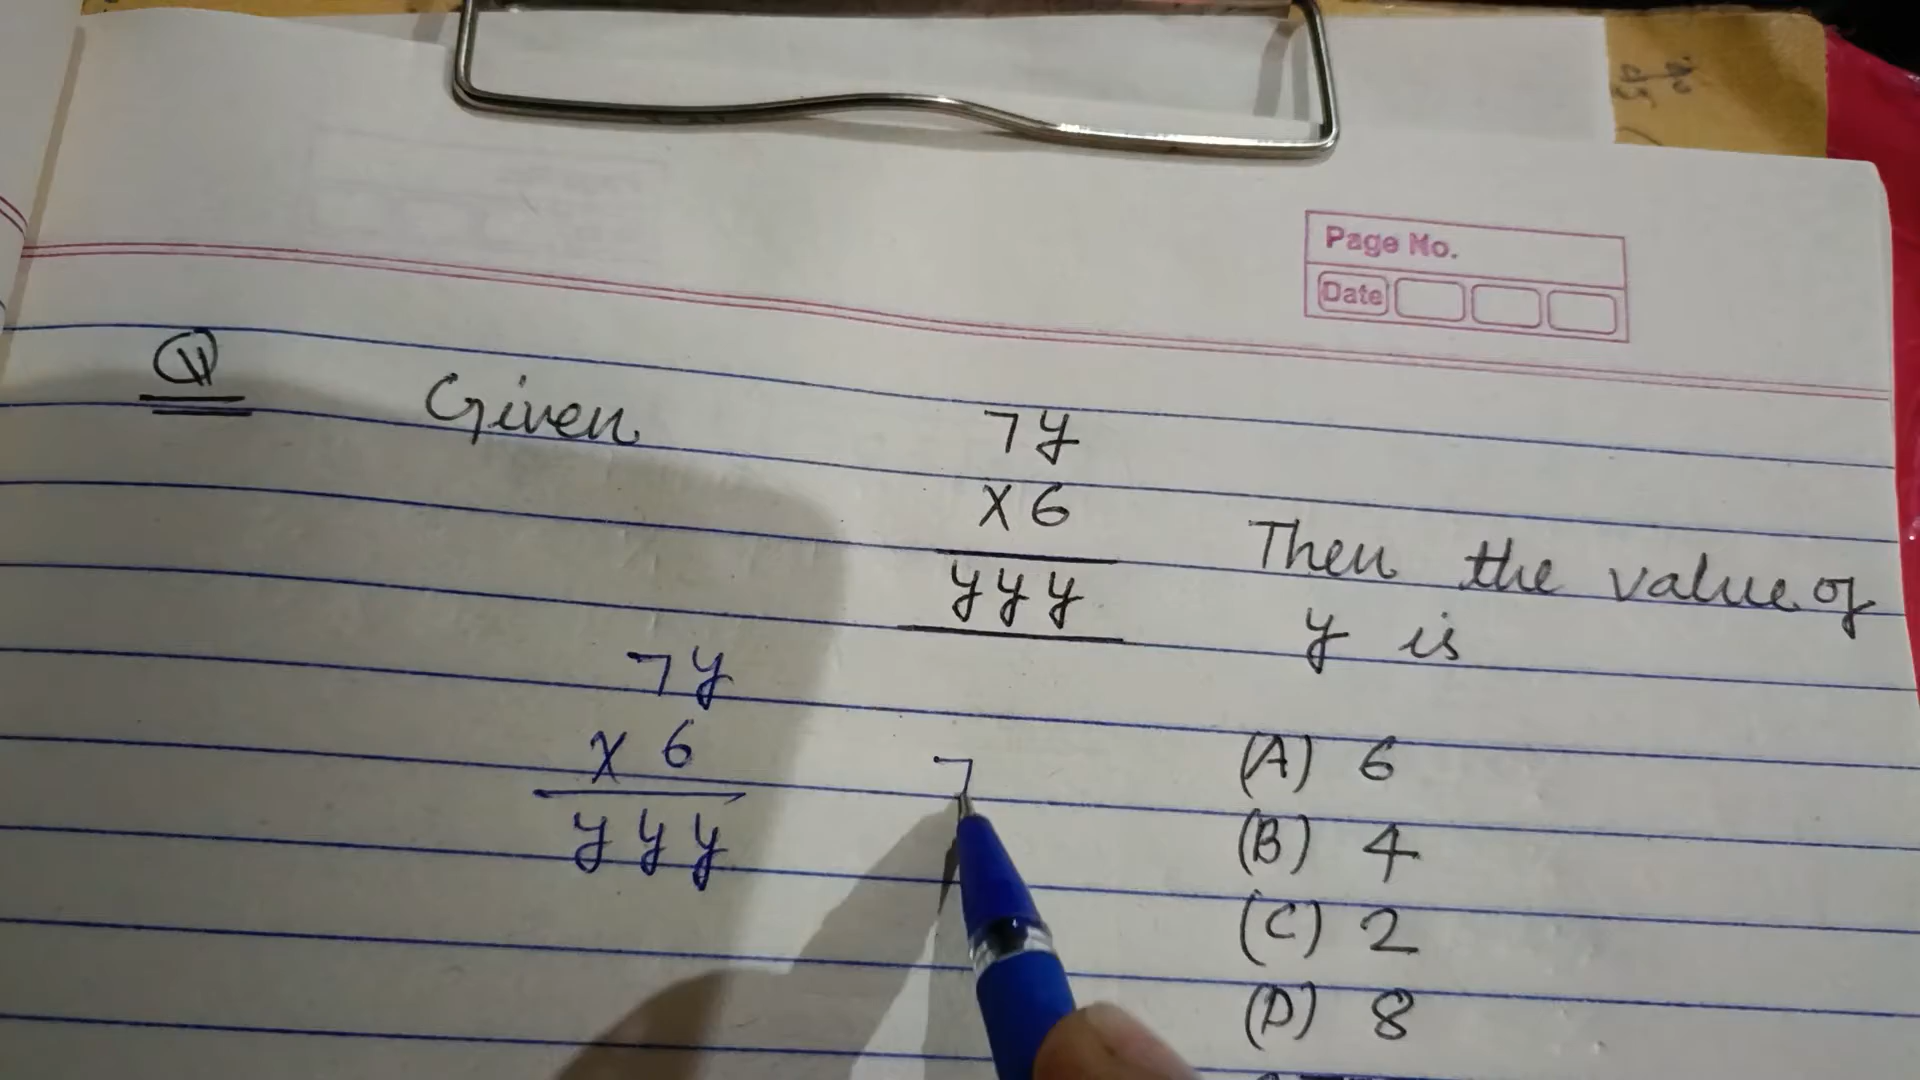 Page No.
Date
Q Given 7y
x 6
yyy Then the value of
y is
7y
x 6
yyy
7
(A) 6
(B) 4
(C) 2
(D) 8